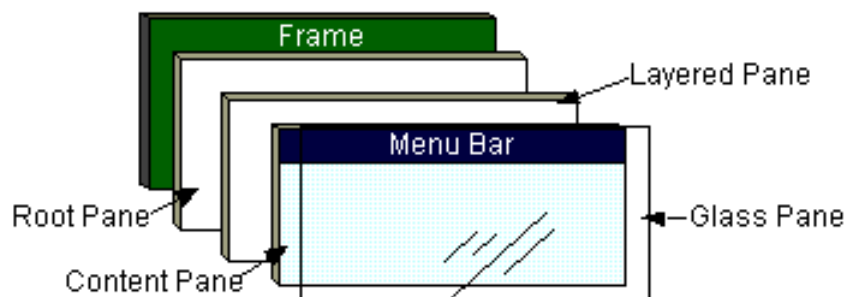 Frame
Layered Pane
Menu Bar
Root Pane
Glass Pane
Content Pane